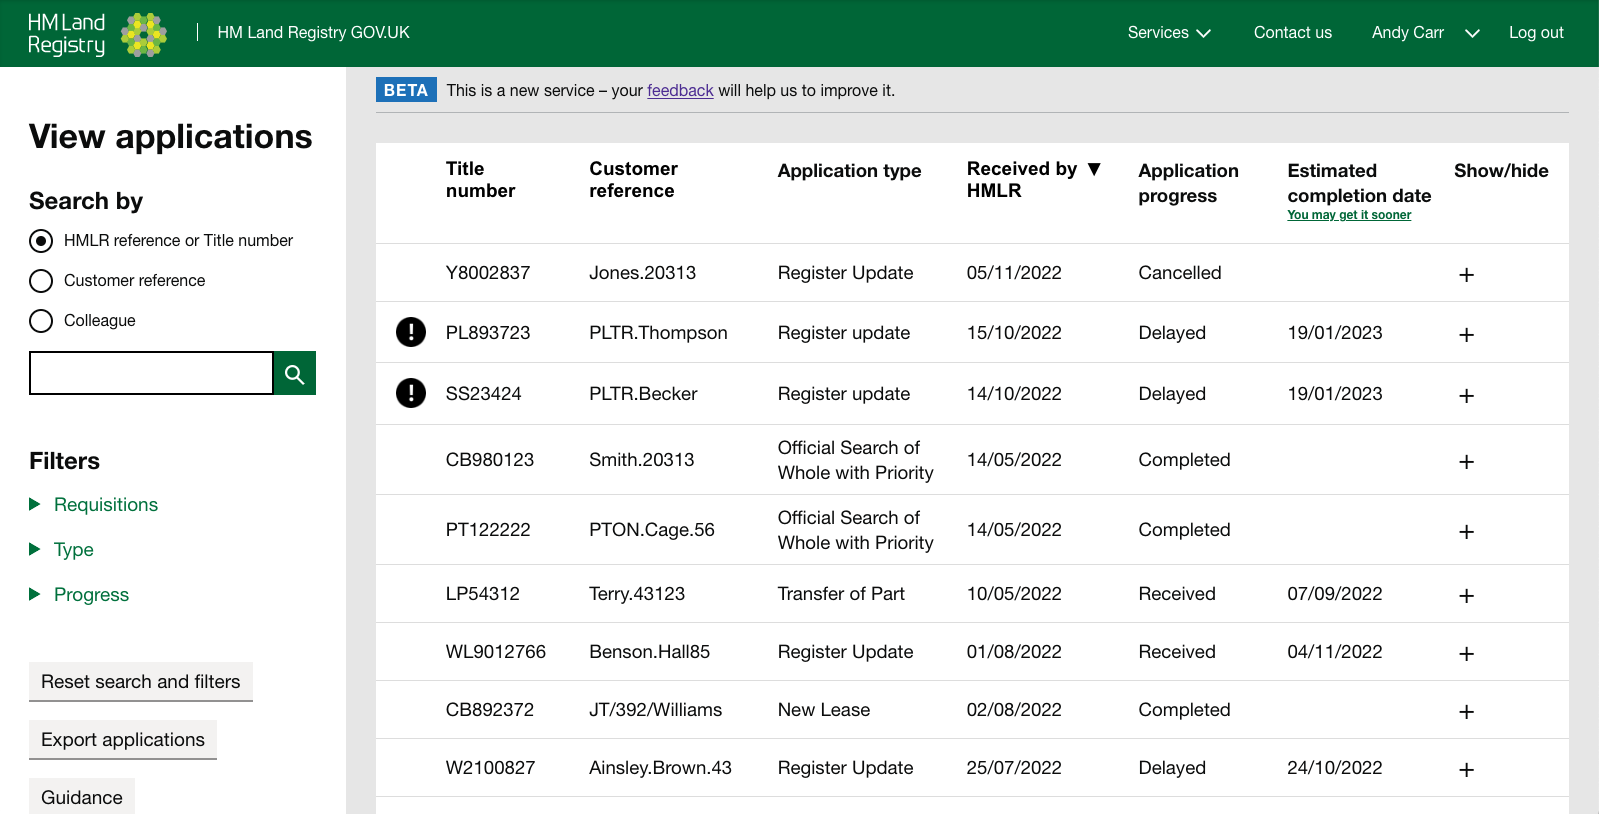 HM Land
Registry
HM Land Registry GOV.UK
Services
Contact us
Andy Carr
Log out
View applications
Search by
HMLR reference or Title number
Customer reference
Colleague
Filters
Requisitions
Type
Progress
Reset search and filters
Export applications
Guidance
BETA This is a new service – your feedback will help us to improve it.
Title number Customer reference Application type Received by HMLR ▼ Application progress Estimated completion date You may get it sooner Show/hide
Y8002837 Jones.20313 Register Update 05/11/2022 Cancelled +
! PL893723 PLTR.Thompson Register update 15/10/2022 Delayed 19/01/2023 +
! SS23424 PLTR.Becker Register update 14/10/2022 Delayed 19/01/2023 +
CB980123 Smith.20313 Official Search of Whole with Priority 14/05/2022 Completed +
PT122222 PTON.Cage.56 Official Search of Whole with Priority 14/05/2022 Completed +
LP54312 Terry.43123 Transfer of Part 10/05/2022 Received 07/09/2022 +
WL9012766 Benson.Hall85 Register Update 01/08/2022 Received 04/11/2022 +
CB892372 JT/392/Williams New Lease 02/08/2022 Completed +
W2100827 Ainsley.Brown.43 Register Update 25/07/2022 Delayed 24/10/2022 +